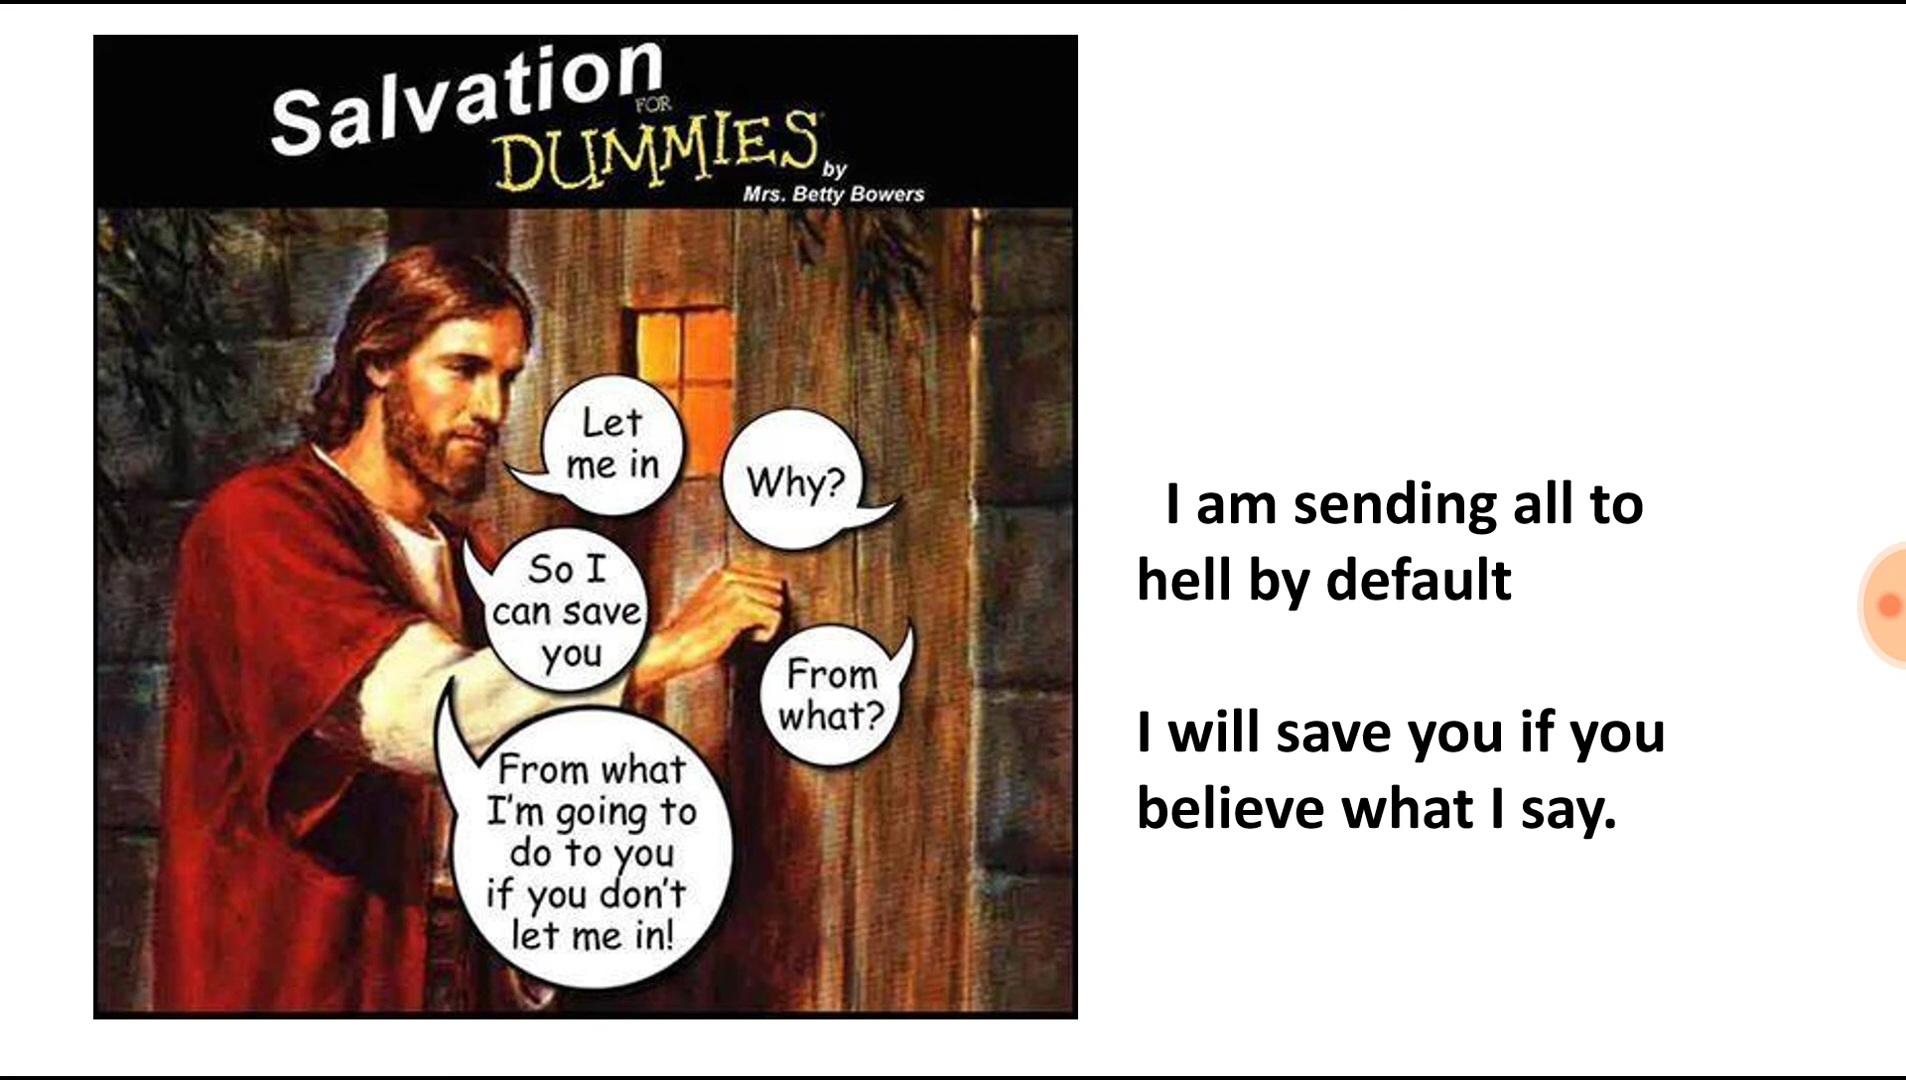 Salvation
FOR
DUMMIES
by
Mrs. Betty Bowers
Let
me in
Why?
So I
can save
you
From
what?
From what
I'm going to
do to you
if you don't
let me in!
I am sending all to
hell by default
I will save you if you
believe what I say.